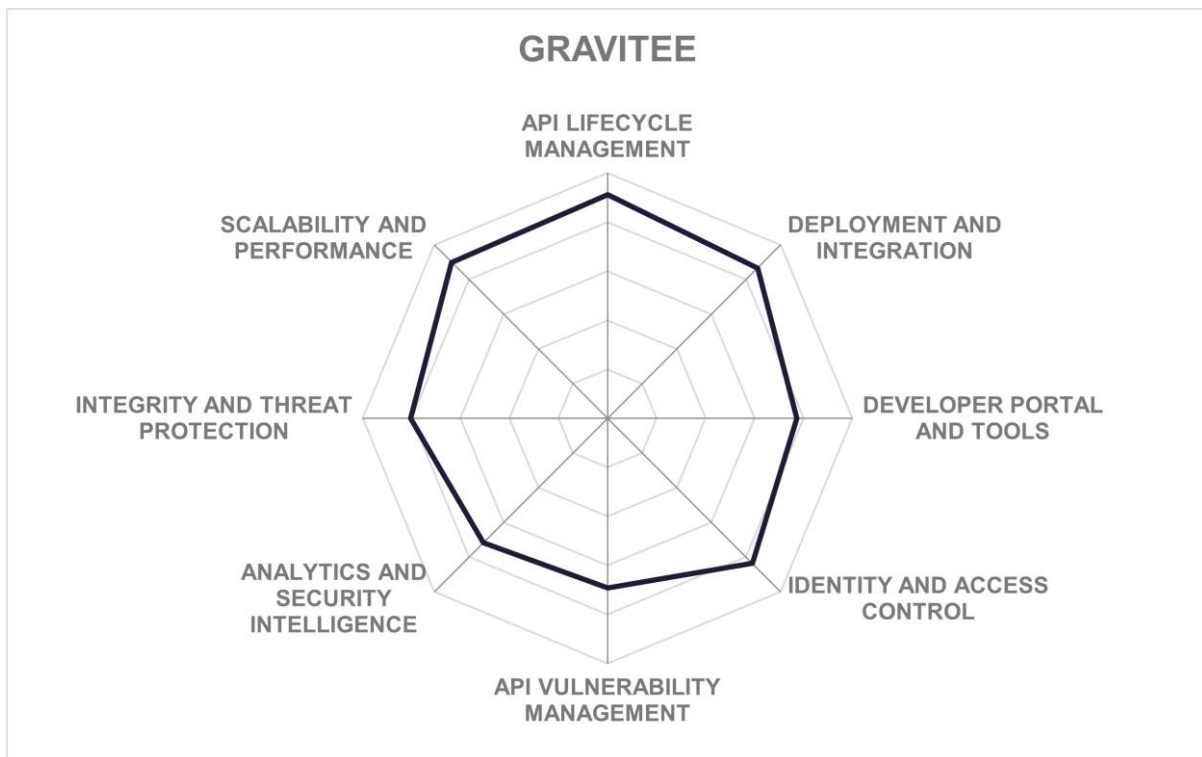 GRAVITEE
API LIFECYCLE
MANAGEMENT
SCALABILITY AND
PERFORMANCE
DEPLOYMENT AND
INTEGRATION
INTEGRITY AND THREAT
PROTECTION
DEVELOPER PORTAL
AND TOOLS
ANALYTICS AND
SECURITY
INTELLIGENCE
IDENTITY AND ACCESS
CONTROL
API VULNERABILITY
MANAGEMENT